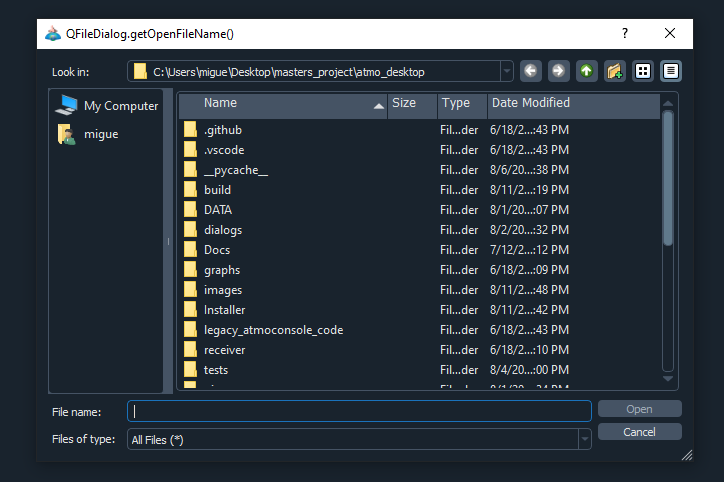 QFileDialog.getOpenFileName()
?
Look in:
C:\Users\migue\Desktop\masters_project\atmo_desktop
My Computer
migue
Name Size Type Date Modified
.github Fil...der 6/18/2...:43 PM
.vscode Fil...der 6/18/2...:43 PM
__pycache__ Fil...der 8/6/20...:38 PM
build Fil...der 8/11/2...:19 PM
DATA Fil...der 8/1/20...:07 PM
dialogs Fil...der 8/2/20...:32 PM
Docs Fil...der 7/12/2...:12 PM
graphs Fil...der 6/18/2...:09 PM
images Fil...der 8/11/2...:48 PM
Installer Fil...der 8/11/2...:42 PM
legacy_atmoconsole_code Fil...der 6/18/2...:43 PM
receiver Fil...der 6/18/2...:10 PM
tests Fil...der 8/4/20...:00 PM
File name:
Open
Files of type: All Files (*)
Cancel